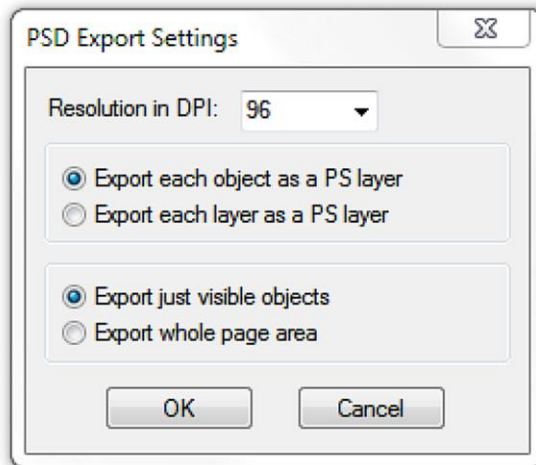 PSD Export Settings
Resolution in DPI: 96
Export each object as a PS layer
Export each layer as a PS layer
Export just visible objects
Export whole page area
OK Cancel